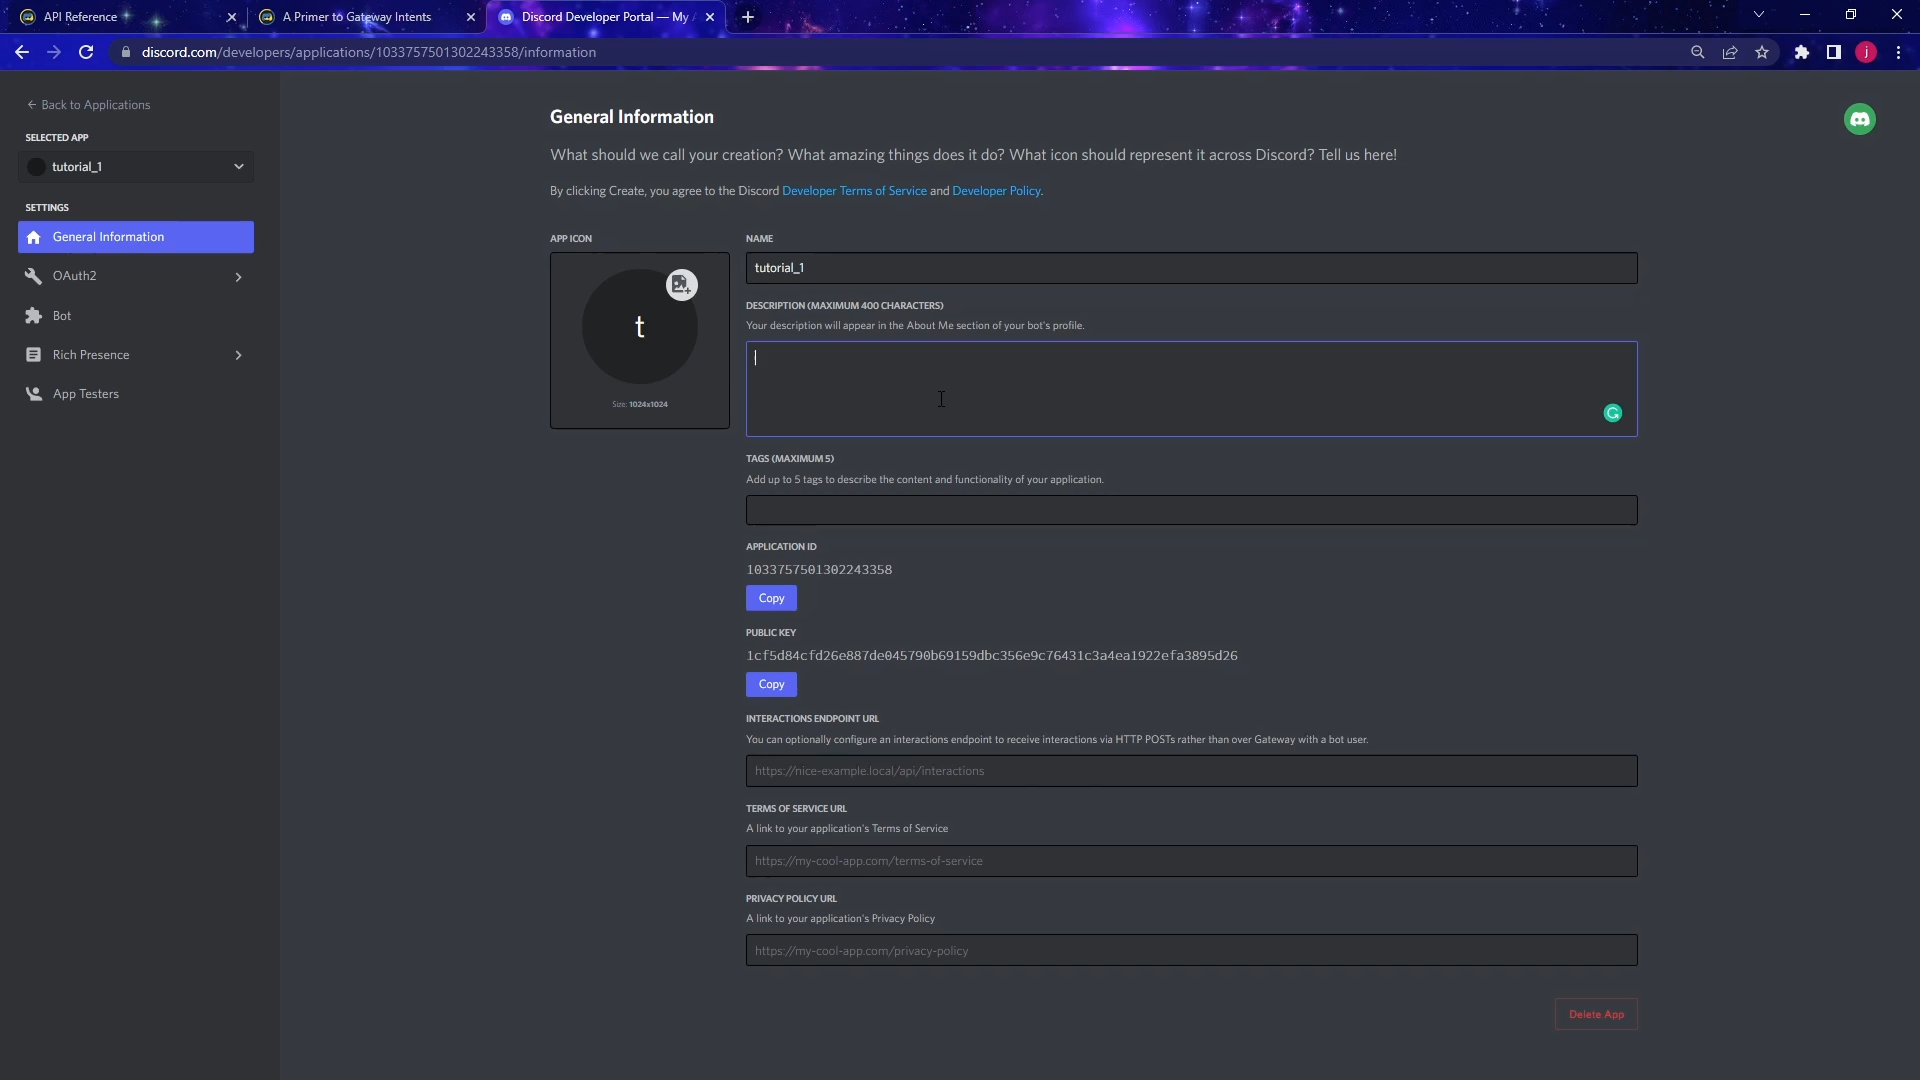 API Reference
A Primer to Gateway Intents
Discord Developer Portal — My
discord.com/developers/applications/1033757501302243358/information
j
← Back to Applications
SELECTED APP
tutorial_1
SETTINGS
General Information
OAuth2
Bot
Rich Presence
App Testers
General Information
What should we call your creation? What amazing things does it do? What icon should represent it across Discord? Tell us here!
By clicking Create, you agree to the Discord Developer Terms of Service and Developer Policy.
APP ICON
t
Size: 1024x1024
NAME
tutorial_1
DESCRIPTION (MAXIMUM 400 CHARACTERS)
Your description will appear in the About Me section of your bot's profile.
TAGS (MAXIMUM 5)
Add up to 5 tags to describe the content and functionality of your application.
APPLICATION ID
1033757501302243358
Copy
PUBLIC KEY
1cf5d84cfd26e887de045790b69159dbc356e9c76431c3a4ea1922efa3895d26
Copy
INTERACTIONS ENDPOINT URL
You can optionally configure an interactions endpoint to receive interactions via HTTP POSTs rather than over Gateway with a bot user.
https://nice-example.local/api/interactions
TERMS OF SERVICE URL
A link to your application's Terms of Service
https://my-cool-app.com/terms-of-service
PRIVACY POLICY URL
A link to your application's Privacy Policy
https://my-cool-app.com/privacy-policy
Delete App